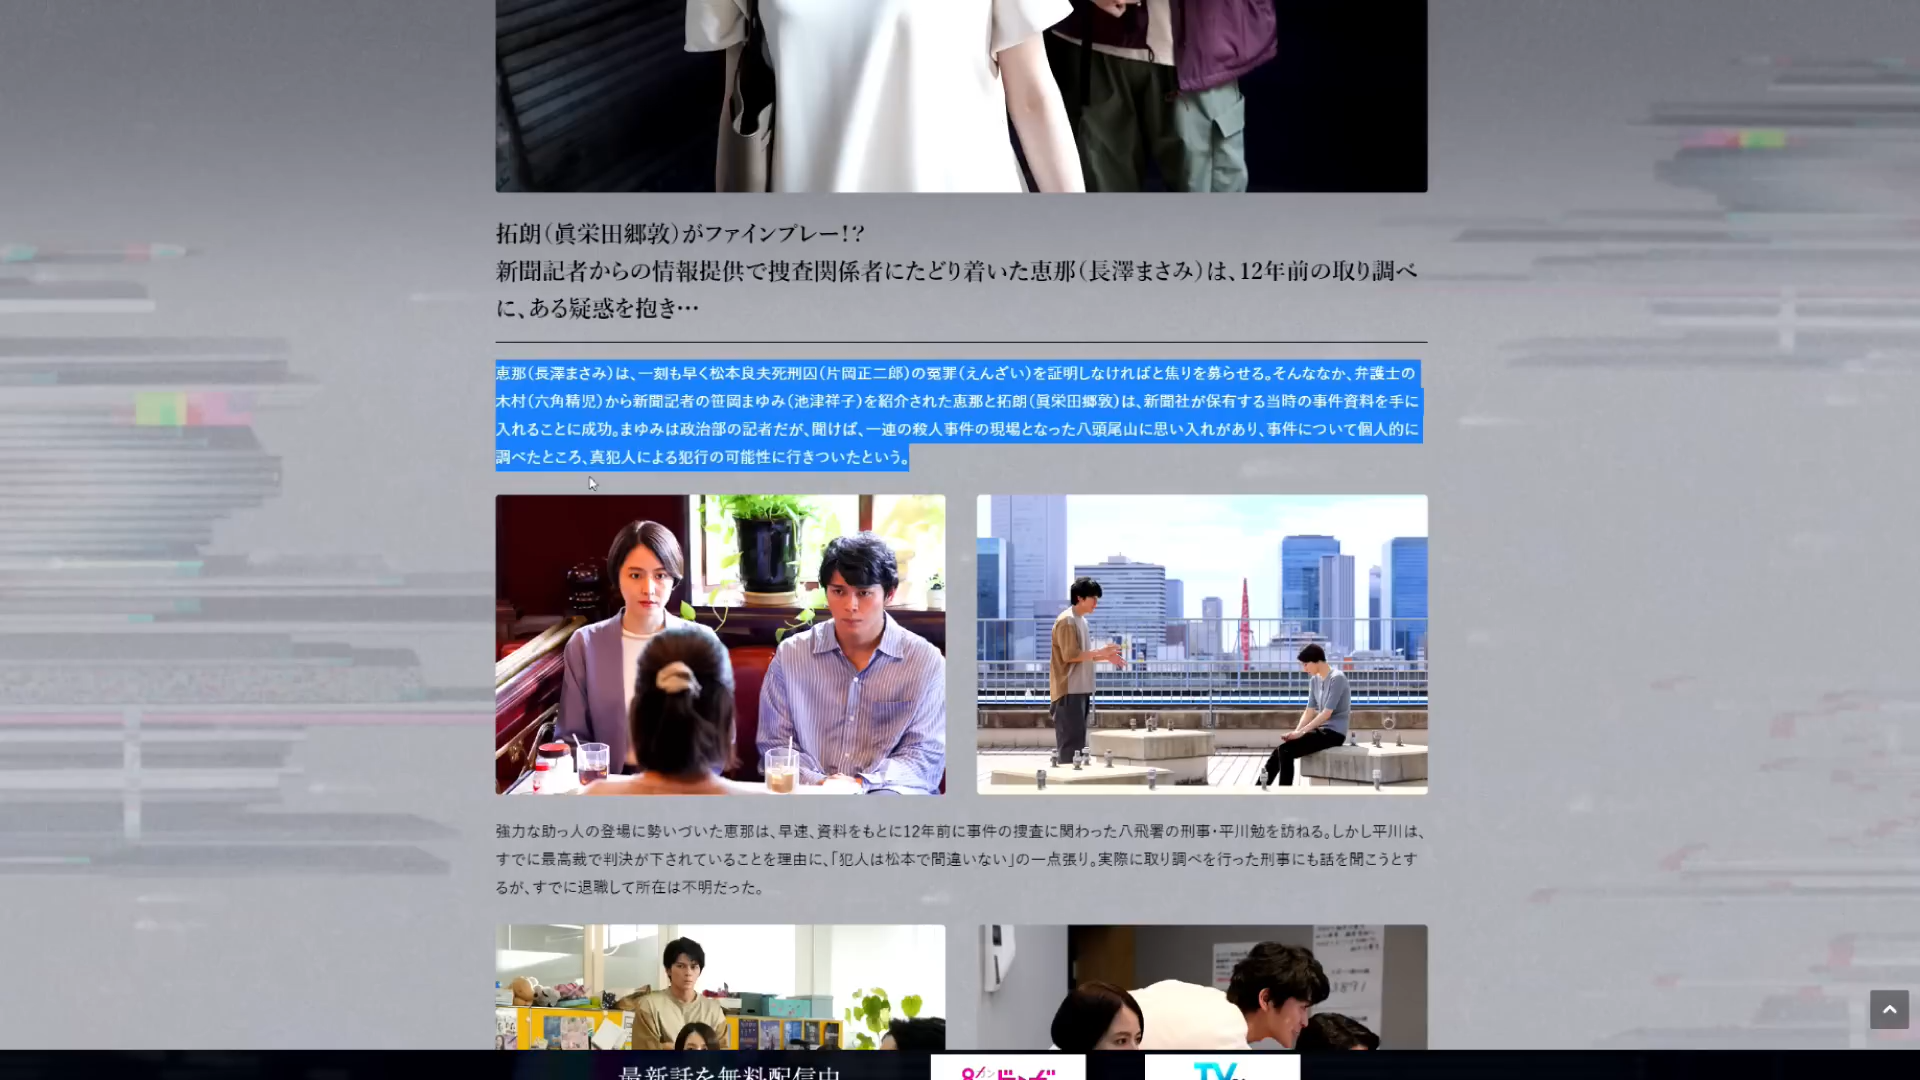 拓朗（眞栄田郷敦）がファインプレー！？
新聞記者からの情報提供で捜査関係者にたどり着いた恵那（長澤まさみ）は、12年前の取り調べ
に、ある疑惑を抱き…
恵那（長澤まさみ）は、一刻も早く松本良夫死刑囚（片岡正二郎）の冤罪（えんざい）を証明しなければと焦りを募らせる。そんななか、弁護士の
木村（六角精児）から新聞記者の笹岡まゆみ（池津祥子）を紹介された恵那と拓朗（眞栄田郷敦）は、新聞社が保有する当時の事件資料を手に
入れることに成功。まゆみは政治部の記者だが、聞けば、一連の殺人事件の現場となった八頭尾山に思い入れがあり、事件について個人的に
調べたところ、真犯人による犯行の可能性に行きついたという。
強力な助っ人の登場に勢いづいた恵那は、早速、資料をもとに12年前に事件の捜査に関わった八飛署の刑事・平川勉を訪ねる。しかし平川は、
すでに最高裁で判決が下されていることを理由に、「犯人は松本で間違いない」の一点張り。実際に取り調べを行った刑事にも話を聞こうとす
るが、すでに退職して所在は不明だった。
最新話を無料配信中